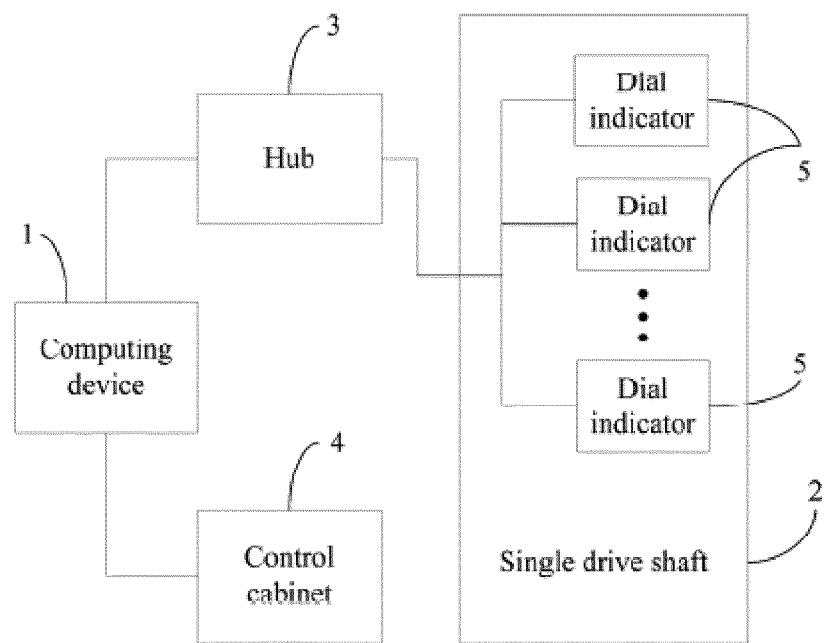 3
Hub
Dial
indicator
5
Dial
indicator
1
Computing
device
Dial
indicator
5
4
Control
cabinet
2
Single drive shaft